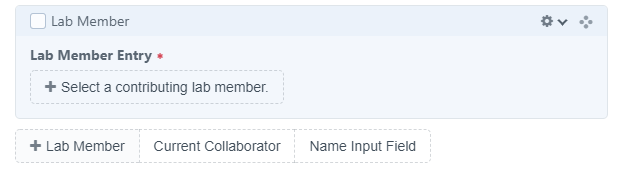 Lab Member
Lab Member Entry
+ Select a contributing lab member.
+ Lab Member Current Collaborator Name Input Field